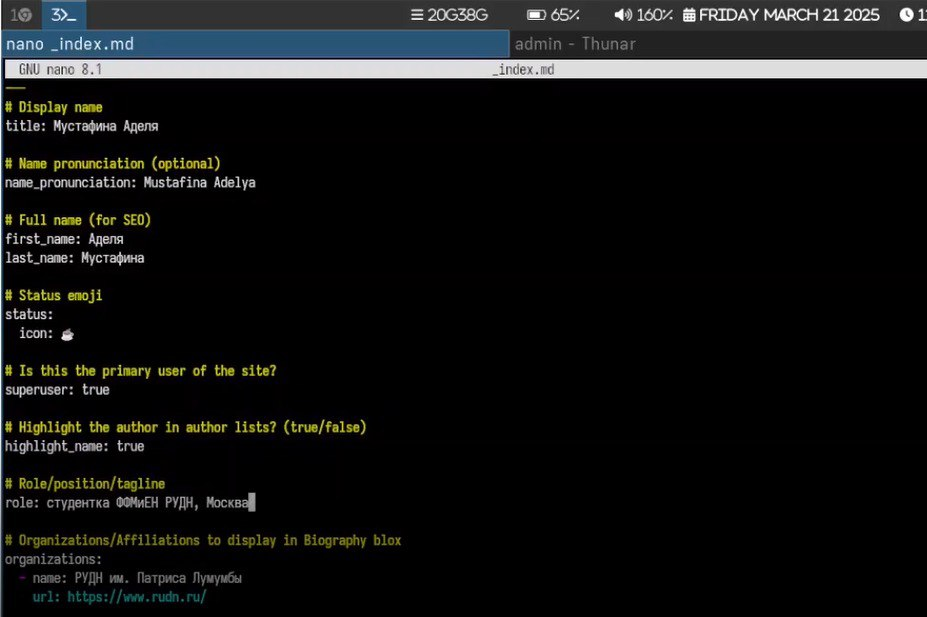 1 3>_ 20G38G 65% 160% FRIDAY MARCH 21 2025
nano _index.md admin - Thunar
GNU nano 8.1 _index.md
# Display name
title: Мустафина Аделя
# Name pronunciation (optional)
name_pronunciation: Mustafina Adelya
# Full name (for SEO)
first_name: Аделя
last_name: Мустафина
# Status emoji
status:
icon: ☕
# Is this the primary user of the site?
superuser: true
# Highlight the author in author lists? (true/false)
highlight_name: true
# Role/position/tagline
role: студентка ФФМиЕН РУДН, Москва
# Organizations/Affiliations to display in Biography blox
organizations:
- name: РУДН им. Патриса Лумумбы
url: https://www.rudn.ru/